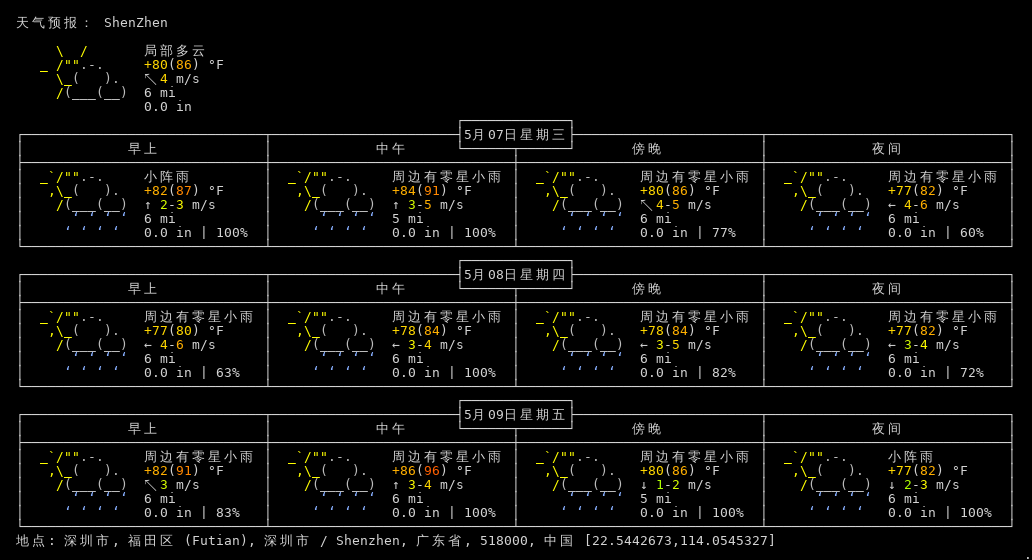 天气预报： ShenZhen
局部多云
+80(86) °F
↖ 4 m/s
6 mi
0.0 in
5月07日星期三
早上 中午 傍晚 夜间
小阵雨 周边有零星小雨 周边有零星小雨 周边有零星小雨
+82(87) °F +84(91) °F +80(86) °F +77(82) °F
↑ 2-3 m/s ↑ 3-5 m/s ↖ 4-5 m/s ← 4-6 m/s
6 mi 5 mi 6 mi 6 mi
0.0 in | 100% 0.0 in | 100% 0.0 in | 77% 0.0 in | 60%
5月08日星期四
早上 中午 傍晚 夜间
周边有零星小雨 周边有零星小雨 周边有零星小雨 周边有零星小雨
+77(80) °F +78(84) °F +78(84) °F +77(82) °F
← 4-6 m/s ← 3-4 m/s ← 3-5 m/s ← 3-4 m/s
6 mi 6 mi 6 mi 6 mi
0.0 in | 63% 0.0 in | 100% 0.0 in | 82% 0.0 in | 72%
5月09日星期五
早上 中午 傍晚 夜间
周边有零星小雨 周边有零星小雨 周边有零星小雨 小阵雨
+82(91) °F +86(96) °F +80(86) °F +77(82) °F
↖ 3 m/s ↑ 3-4 m/s ↓ 1-2 m/s ↓ 2-3 m/s
6 mi 6 mi 5 mi 6 mi
0.0 in | 83% 0.0 in | 100% 0.0 in | 100% 0.0 in | 100%
地点: 深圳市, 福田区 (Futian), 深圳市 / Shenzhen, 广东省, 518000, 中国 [22.5442673,114.0545327]